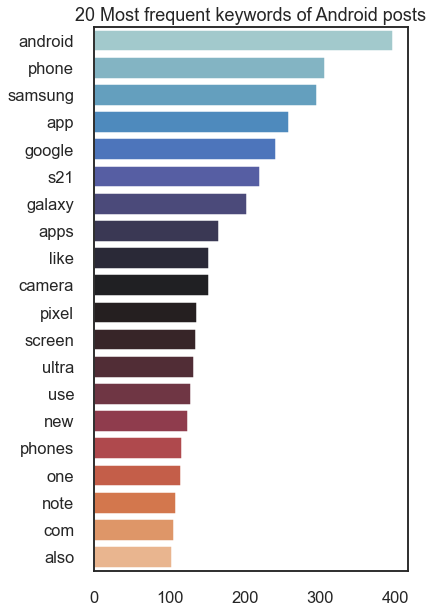 20 Most frequent keywords of Android posts
android
phone
samsung
app
google
s21
galaxy
apps
like
camera
pixel
screen
ultra
use
new
phones
one
note
com
also
0 100 200 300 400